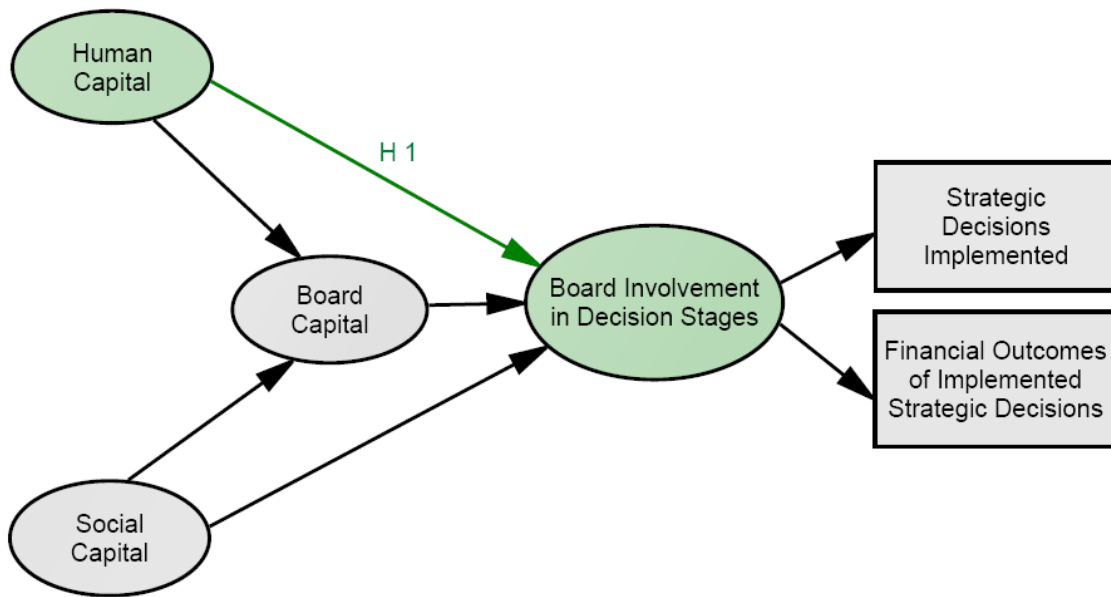 Human
Capital
H 1
Strategic
Decisions
Implemented
Board
Capital
Board Involvement
in Decision Stages
Financial Outcomes
of Implemented
Strategic Decisions
Social
Capital